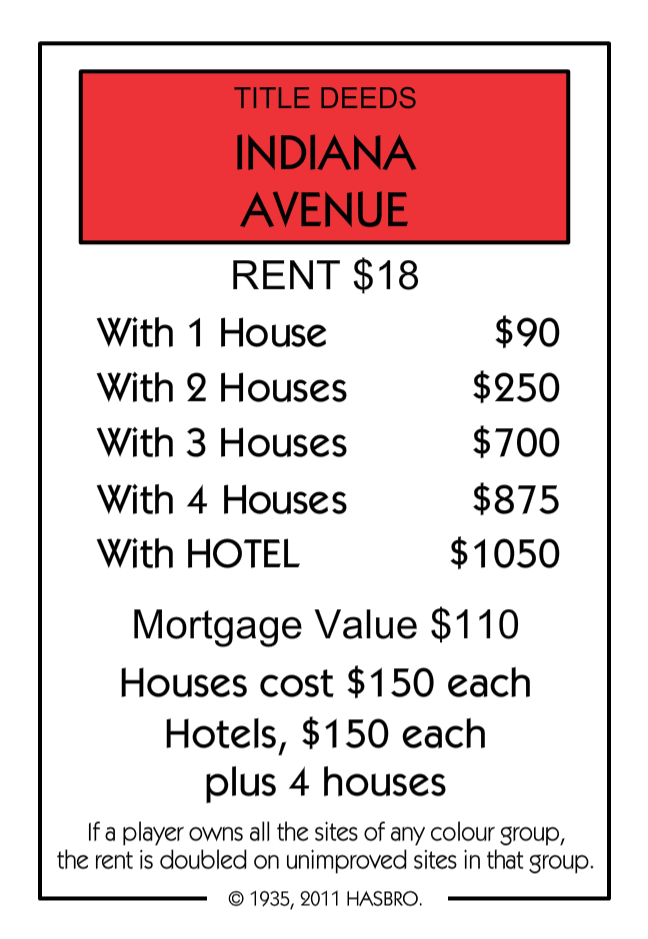 TITLE DEEDS
INDIANA
AVENUE
RENT $18
With 1 House $90
With 2 Houses $250
With 3 Houses $700
With 4 Houses $875
With HOTEL $1050
Mortgage Value $110
Houses cost $150 each
Hotels, $150 each
plus 4 houses
If a player owns all the sites of any colour group,
the rent is doubled on unimproved sites in that group.
© 1935, 2011 HASBRO.